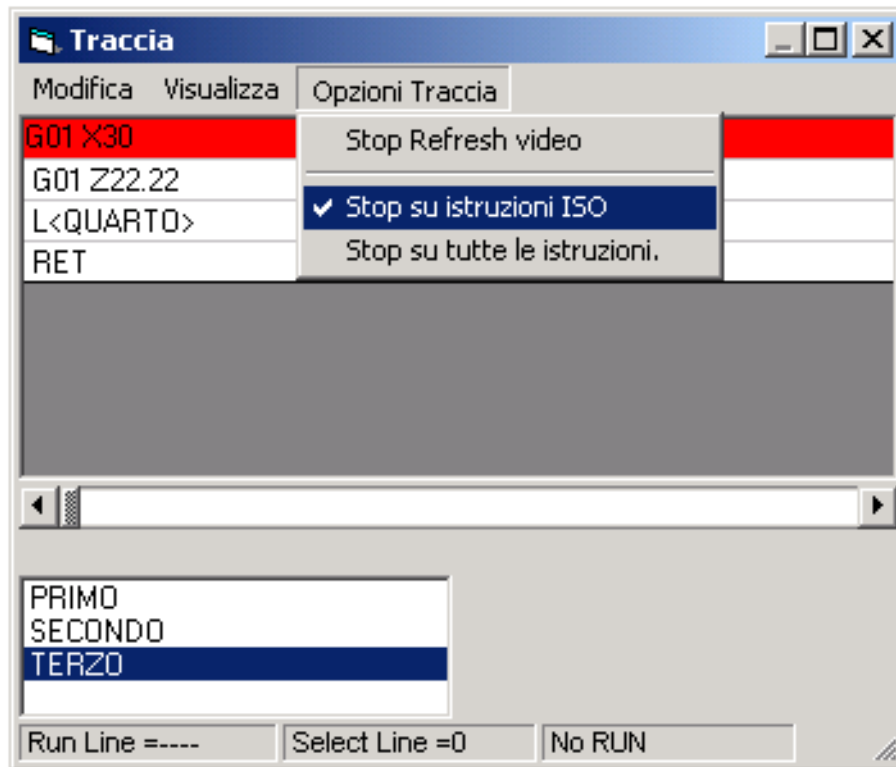 Traccia
Modifica Visualizza Opzioni Traccia
G01 X30
Stop Refresh video
G01 Z22.22
Stop su istruzioni ISO
L<QUARTO>
Stop su tutte le istruzioni.
RET
PRIMO
SECONDO
TERZO
Run Line =----
Select Line =0
No RUN